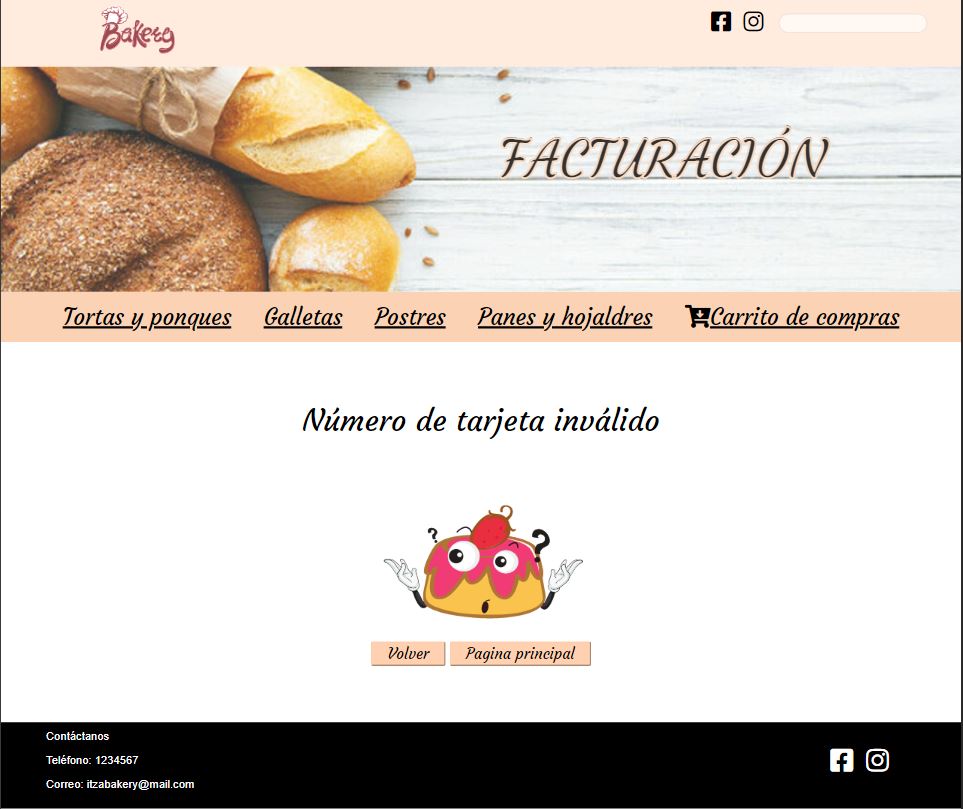 Bakery
FACTURACIÓN
Tortas y ponques Galletas Postres Panes y hojaldres Carrito de compras
Número de tarjeta inválido
? ?
Volver Pagina principal
Contáctanos
Teléfono: 1234567
Correo: itzabakery@mail.com